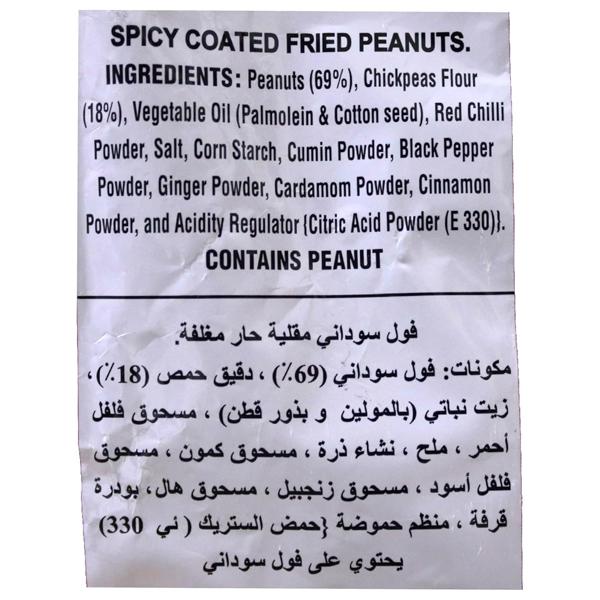 SPICY COATED FRIED PEANUTS.
INGREDIENTS: Peanuts (69%), Chickpeas Flour
(18%), Vegetable Oil (Palmolein & Cotton seed), Red Chilli
Powder, Salt, Corn Starch, Cumin Powder, Black Pepper
Powder, Ginger Powder, Cardamom Powder, Cinnamon
Powder, and Acidity Regulator {Citric Acid Powder (E 330)}.
CONTAINS PEANUT
فول سوداني مقلية حار مغلفة.
مكونات: فول سوداني (69٪) ، دقيق حمص (18٪)،
زيت نباتي (بالمولين و بذور قطن) ، مسحوق فلفل
أحمر ، ملح ، نشاء ذرة ، مسحوق كمون ، مسحوق
فلفل أسود ، مسحوق زنجبيل ، مسحوق هال، بودرة
قرفة ، منظم حموضة {حمض الستريك ( ئي 330)
يحتوي على فول سوداني